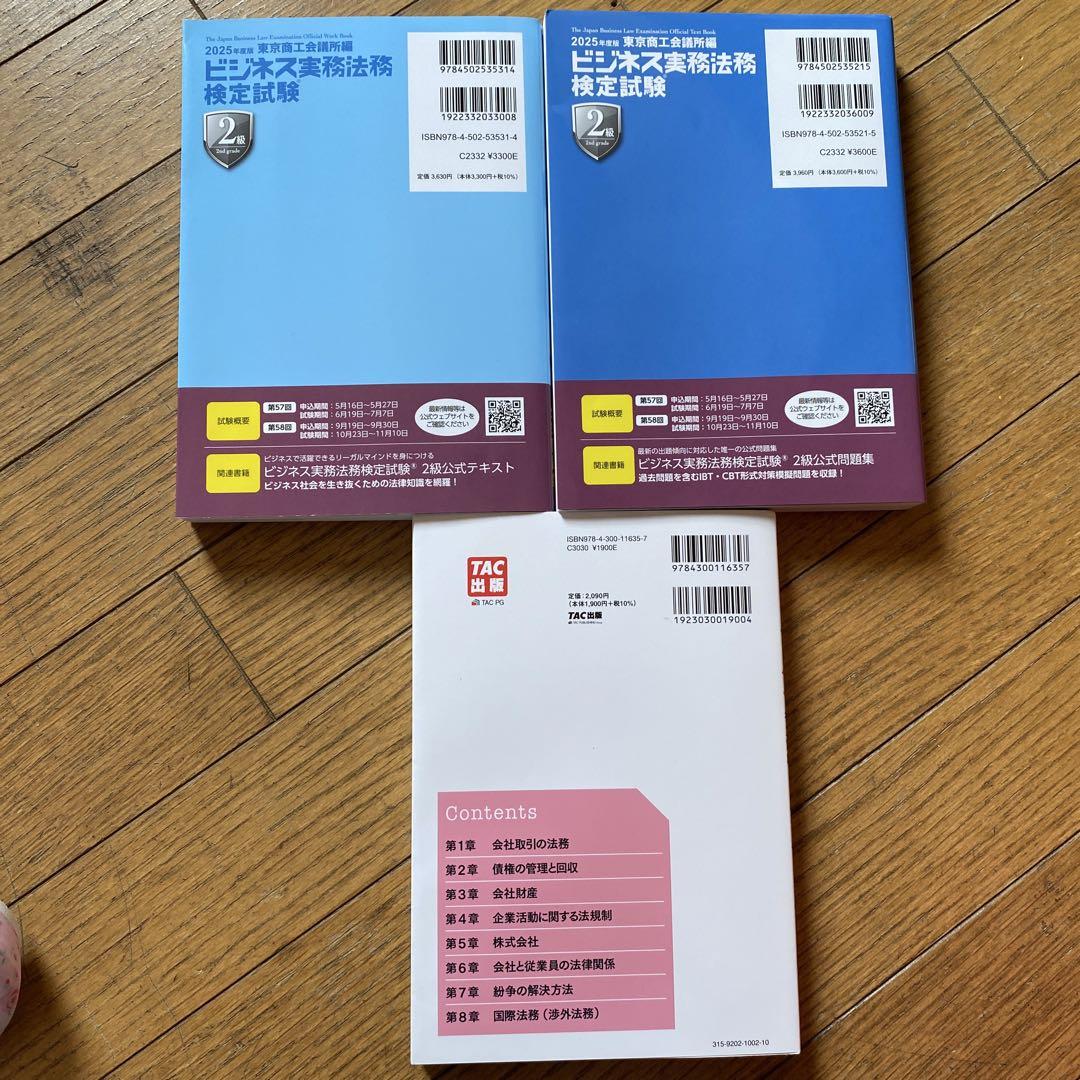 The Japan Business Law Examination Official Work Book
2025年度版 東京商工会議所編
ビジネス実務法務
検定試験
2級
2nd grade
9784502535314
1922332033008
ISBN978-4-502-53531-4
C2332 ¥3300E
定価 3,630円 (本体3,300円+税10%)
試験概要
第57回
申込期間:5月16日~5月27日
試験期間:6月19日~7月7日
第58回
申込期間:9月19日~9月30日
試験期間:10月23日~11月10日
最新情報等は
公式ウェブサイトを
ご確認ください
関連書籍
ビジネスで活躍できるリーガルマインドを身につける
ビジネス実務法務検定試験® 2級公式テキスト
ビジネス社会を生き抜くための法律知識を網羅!
The Japan Business Law Examination Official Text Book
2025年度版 東京商工会議所編
ビジネス実務法務
検定試験
2級
2nd grade
9784502535215
1922332036009
ISBN978-4-502-53521-5
C2332 ¥3600E
定価 3,960円 (本体3,600円+税10%)
試験概要
第57回
申込期間:5月16日~5月27日
試験期間:6月19日~7月7日
第58回
申込期間:9月19日~9月30日
試験期間:10月23日~11月10日
最新情報等は
公式ウェブサイトを
ご確認ください
関連書籍
最新の出題傾向に対応した唯一の公式問題集
ビジネス実務法務検定試験® 2級公式問題集
過去問題を含むIBT・CBT形式対策模擬問題を収録!
TAC
出版
TAC PG
ISBN978-4-300-11635-7
C3030 ¥1900E
定価:2,090円
(本体1,900円+税10%)
TAC出版
9784300116357
1923030019004
Contents
第1章 会社取引の法務
第2章 債権の管理と回収
第3章 会社財産
第4章 企業活動に関する法規制
第5章 株式会社
第6章 会社と従業員の法律関係
第7章 紛争の解決方法
第8章 国際法務(渉外法務)
315-9202-1002-10